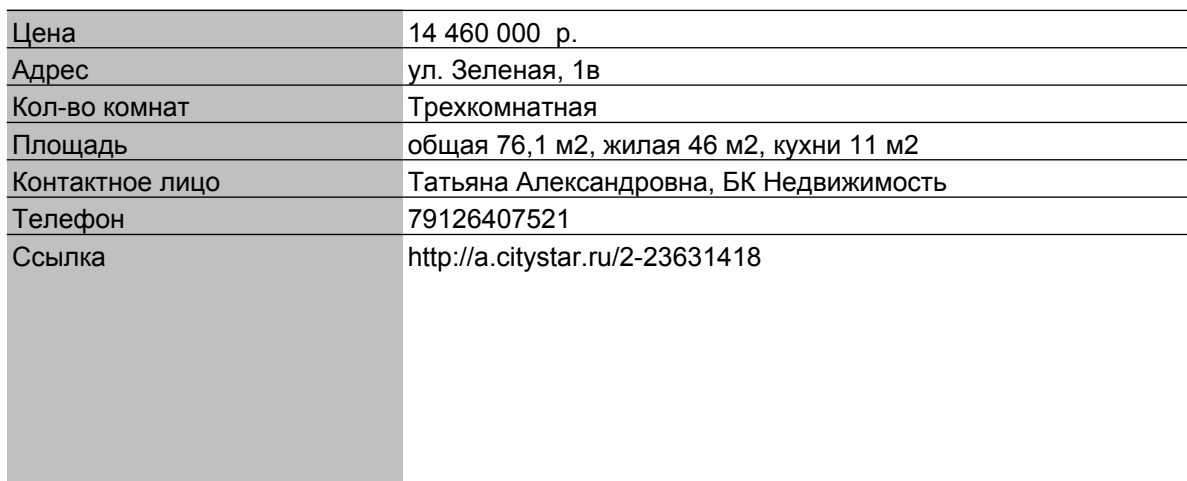 Цена 14 460 000 р.
Адрес ул. Зеленая, 1в
Кол-во комнат Трехкомнатная
Площадь общая 76,1 м2, жилая 46 м2, кухни 11 м2
Контактное лицо Татьяна Александровна, БК Недвижимость
Телефон 79126407521
Ссылка http://a.citystar.ru/2-23631418